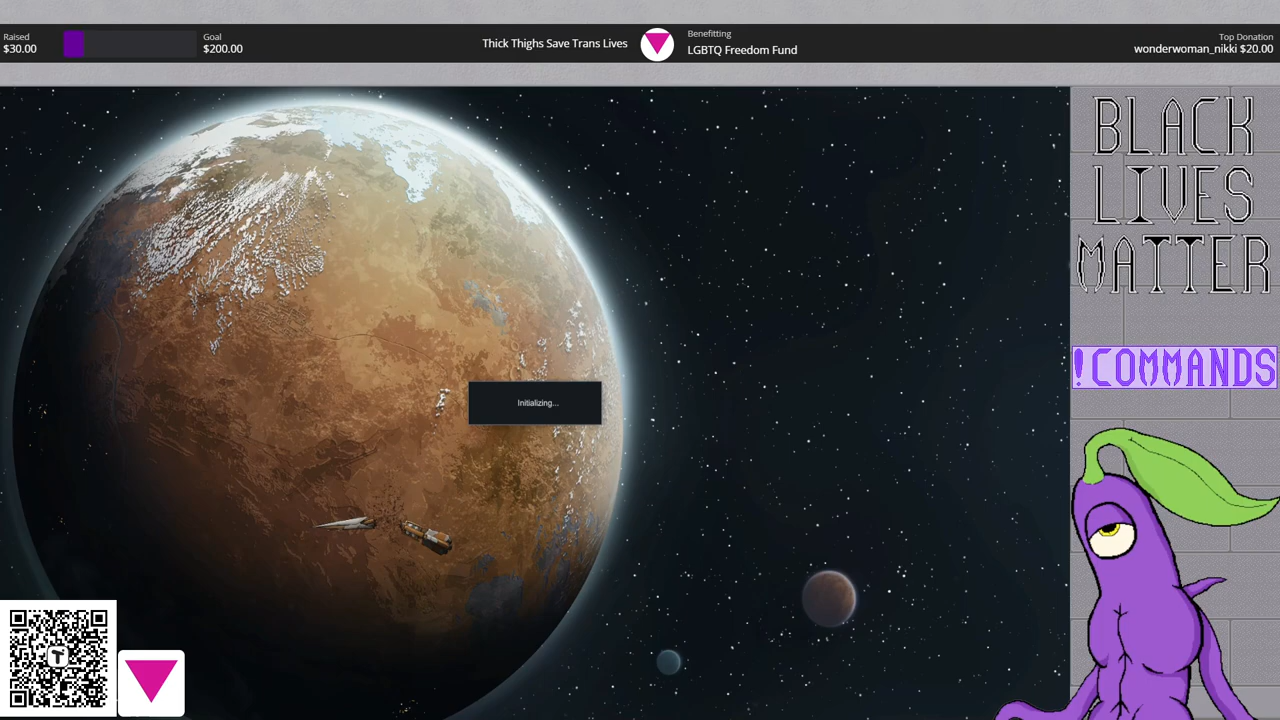 Raised
$30.00
Goal
$200.00
Thick Thighs Save Trans Lives
Benefitting
LGBTQ Freedom Fund
Top Donation
wonderwoman_nikki $20.00
BLACK
LIVES
MATTER
!COMMANDS
Initializing...
T